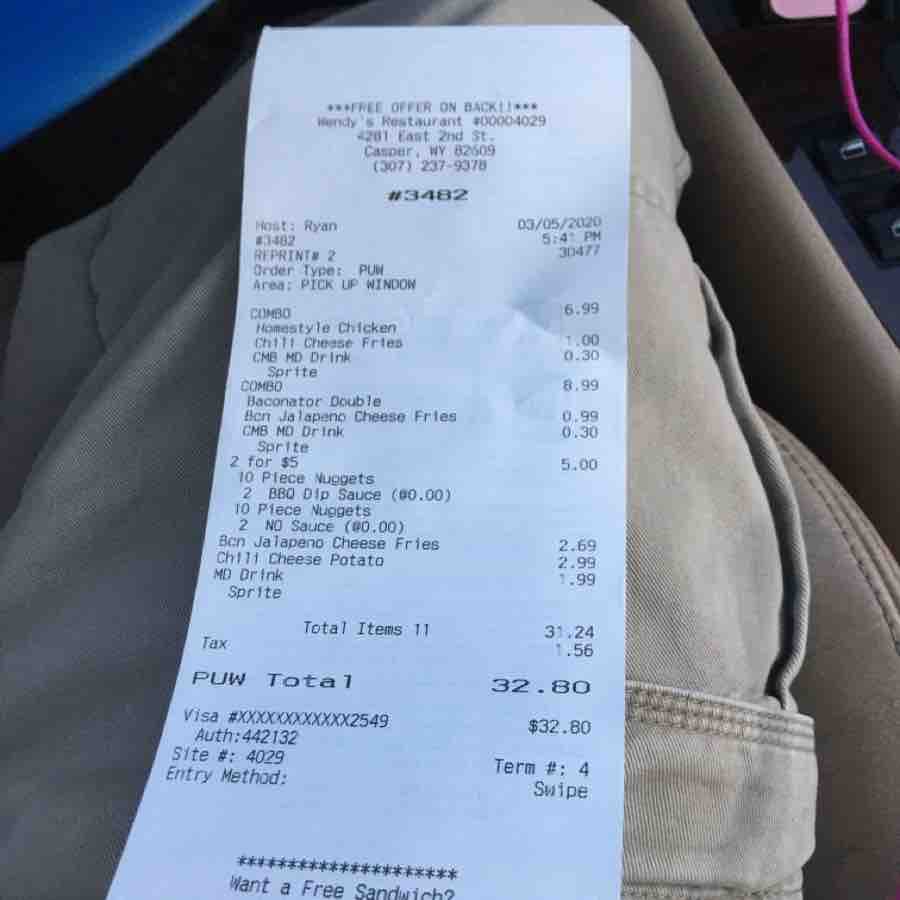 ***FREE OFFER ON BACK!!***
Wendy's Restaurant #00004029
4281 East 2nd St.
Casper, WY 82609
(307) 237-9378
#3482
Host: Ryan 03/05/2020
#3482 5:41 PM
REPRINT# 2 30477
Order Type: PUW
Area: PICK UP WINDOW
COMBO 6.99
Homestyle Chicken
Chili Cheese Fries 1.00
CMB MD Drink 0.30
Sprite
COMBO 8.99
Baconator Double
Bcn Jalapeno Cheese Fries 0.99
CMB MD Drink 0.30
Sprite
2 for $5 5.00
10 Piece Nuggets
2 BBQ Dip Sauce (@0.00)
10 Piece Nuggets
2 NO Sauce (@0.00)
Bcn Jalapeno Cheese Fries 2.69
Chili Cheese Potato 2.99
MD Drink 1.99
Sprite
Total Items 11 31.24
Tax 1.56
PUW Total 32.80
Visa #XXXXXXXXXXXX2549 $32.80
Auth:442132
Site #: 4029 Term #: 4
Entry Method: Swipe
*********************
Want a Free Sandwich?